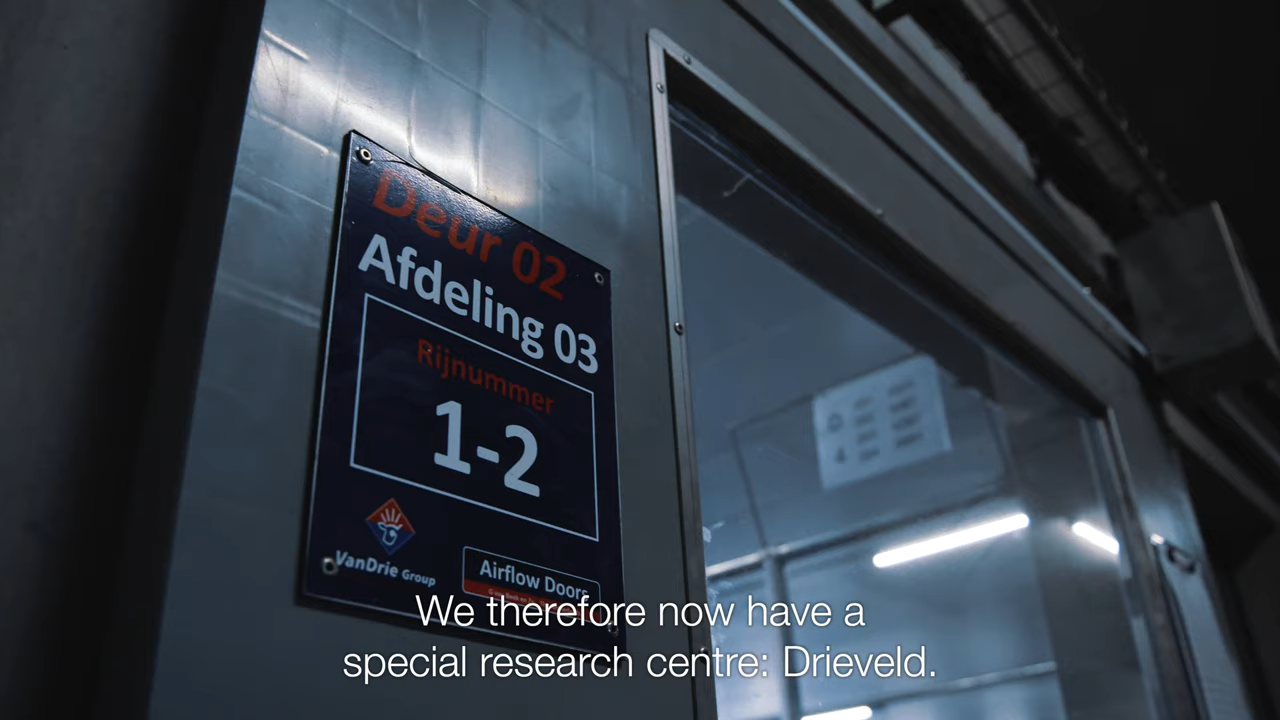 Deur 02
Afdeling 03
Rijnummer
1-2
VanDrie Group
Airflow Doors
We therefore now have a
special research centre: Drieveld.